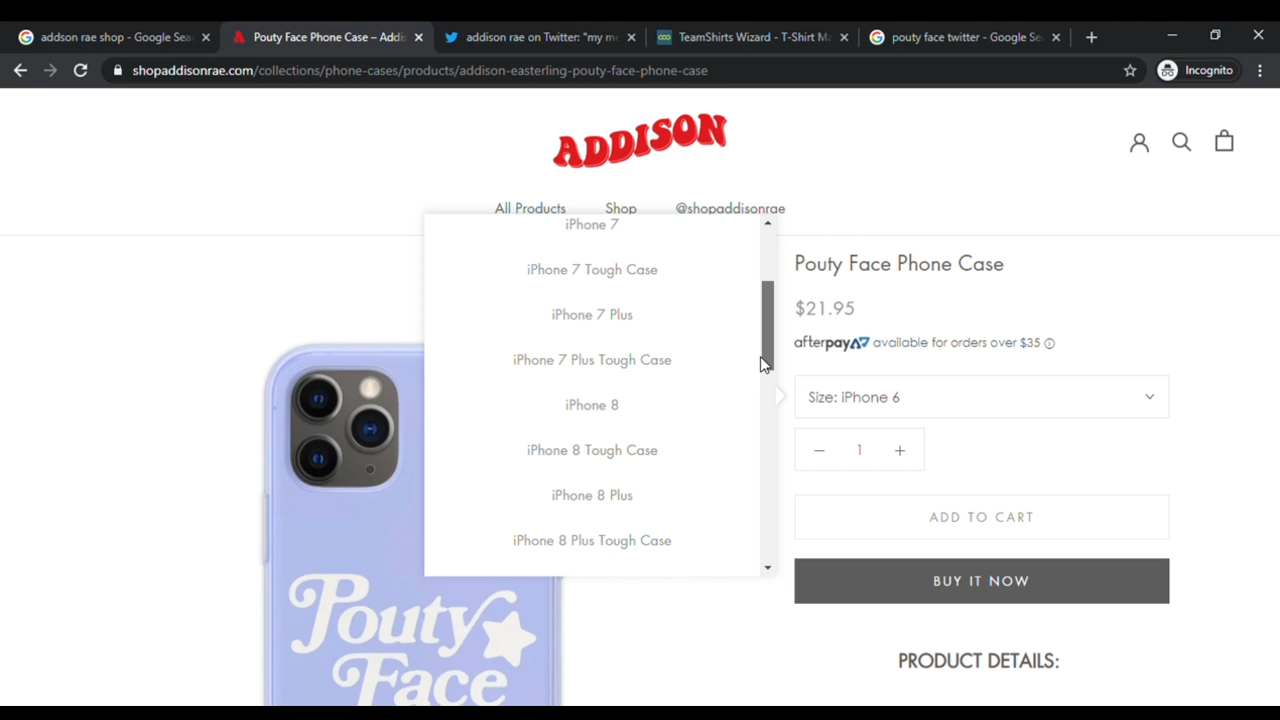 addson rae shop - Google Sea
Pouty Face Phone Case – Addis
addison rae on Twitter: "my me
TeamShirts Wizard - T-Shirt Ma
pouty face twitter - Google Se
shopaddisonrae.com/collections/phone-cases/products/addison-easterling-pouty-face-phone-case
Incognito
ADDISON
All Products
Shop
@shopaddisonrae
iPhone 7
iPhone 7 Tough Case
iPhone 7 Plus
iPhone 7 Plus Tough Case
iPhone 8
iPhone 8 Tough Case
iPhone 8 Plus
iPhone 8 Plus Tough Case
Pouty Face Phone Case
$21.95
afterpay available for orders over $35
Size: iPhone 6
1
ADD TO CART
BUY IT NOW
PRODUCT DETAILS:
Pouty
Face